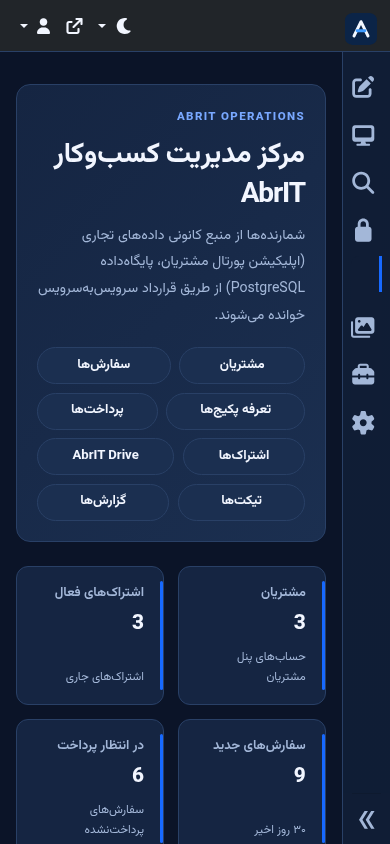 ABRIT OPERATIONS
مرکز مدیریت کسب‌وکار
AbrIT
شمارنده‌ها از منبع کانونی داده‌های تجاری
(اپلیکیشن پورتال مشتریان، پایگاه‌داده
PostgreSQL) از طریق قرارداد سرویس‌به‌سرویس
خوانده می‌شوند.
مشتریان
سفارش‌ها
تعرفه پکیج‌ها
پرداخت‌ها
اشتراک‌ها
AbrIT Drive
تیکت‌ها
گزارش‌ها
مشتریان
3
حساب‌های پنل
مشتریان
اشتراک‌های فعال
3
اشتراک‌های جاری
سفارش‌های جدید
9
۳۰ روز اخیر
در انتظار پرداخت
6
سفارش‌های
پرداخت‌نشده